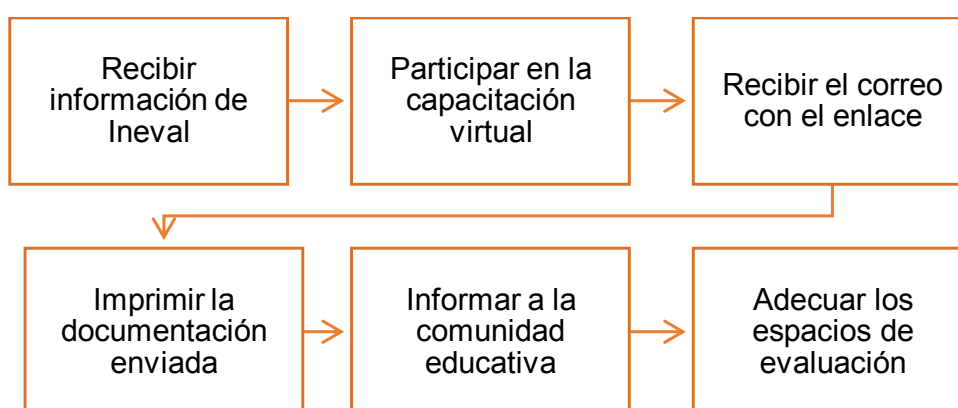 Recibir
información de
Ineval
Participar en la
capacitación
virtual
Recibir el correo
con el enlace
Imprimir la
documentación
enviada
Informar a la
comunidad
educativa
Adecuar los
espacios de
evaluación